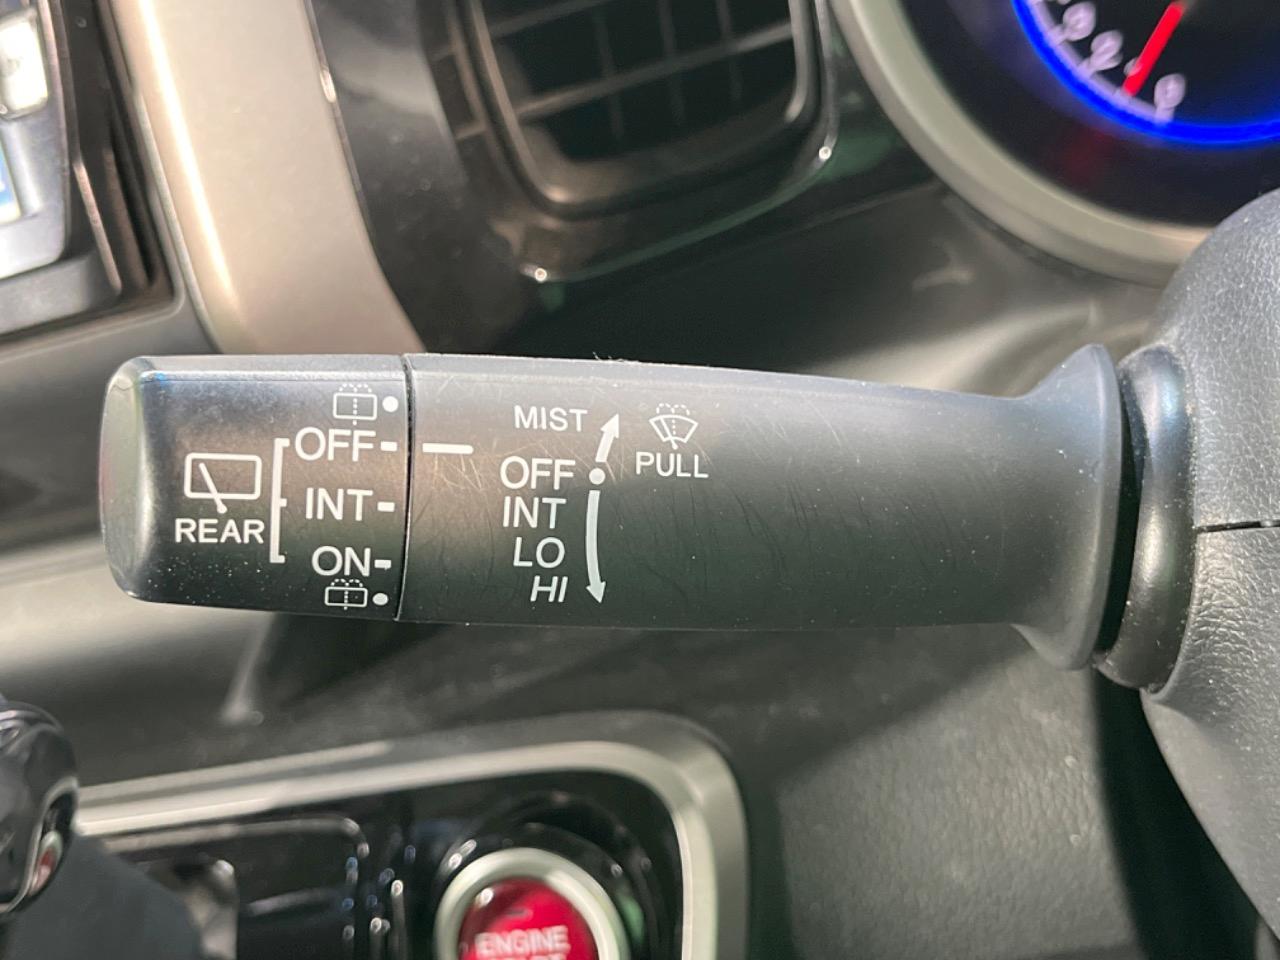 MIST
OFF
PULL
OFF
INT
INT
REAR
LO
ON
HI
ENGINE